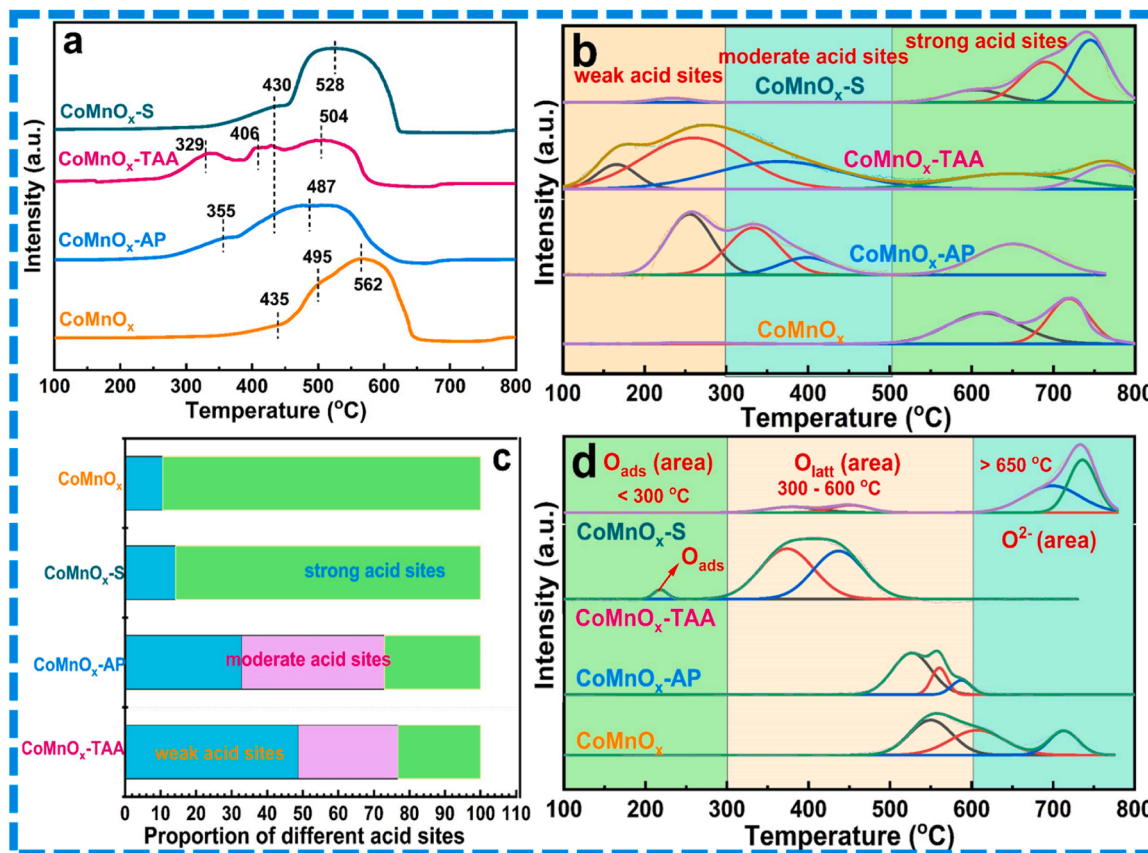 a
Intensity (a.u.)
430
528
504
CoMnOₓ-S
329
406
CoMnOₓ-TAA
487
355
CoMnOₓ-AP
495
435
562
CoMnOₓ
100 200 300 400 500 600 700 800
Temperature (°C)
b
Intensity (a.u.)
weak acid sites
moderate acid sites
strong acid sites
CoMnOₓ-S
CoMnOₓ-TAA
CoMnOₓ-AP
CoMnOₓ
100 200 300 400 500 600 700 800
Temperature (°C)
c
CoMnOₓ
CoMnOₓ-S
strong acid sites
CoMnOₓ-AP
moderate acid sites
CoMnOₓ-TAA
weak acid sites
0 10 20 30 40 50 60 70 80 90 100 110
Proportion of different acid sites
d
Intensity (a.u.)
O_ads (area)
< 300 °C
O_latt (area)
300 - 600 °C
> 650 °C
CoMnOₓ-S
O²⁻ (area)
O_ads
CoMnOₓ-TAA
CoMnOₓ-AP
CoMnOₓ
100 200 300 400 500 600 700 800
Temperature (°C)